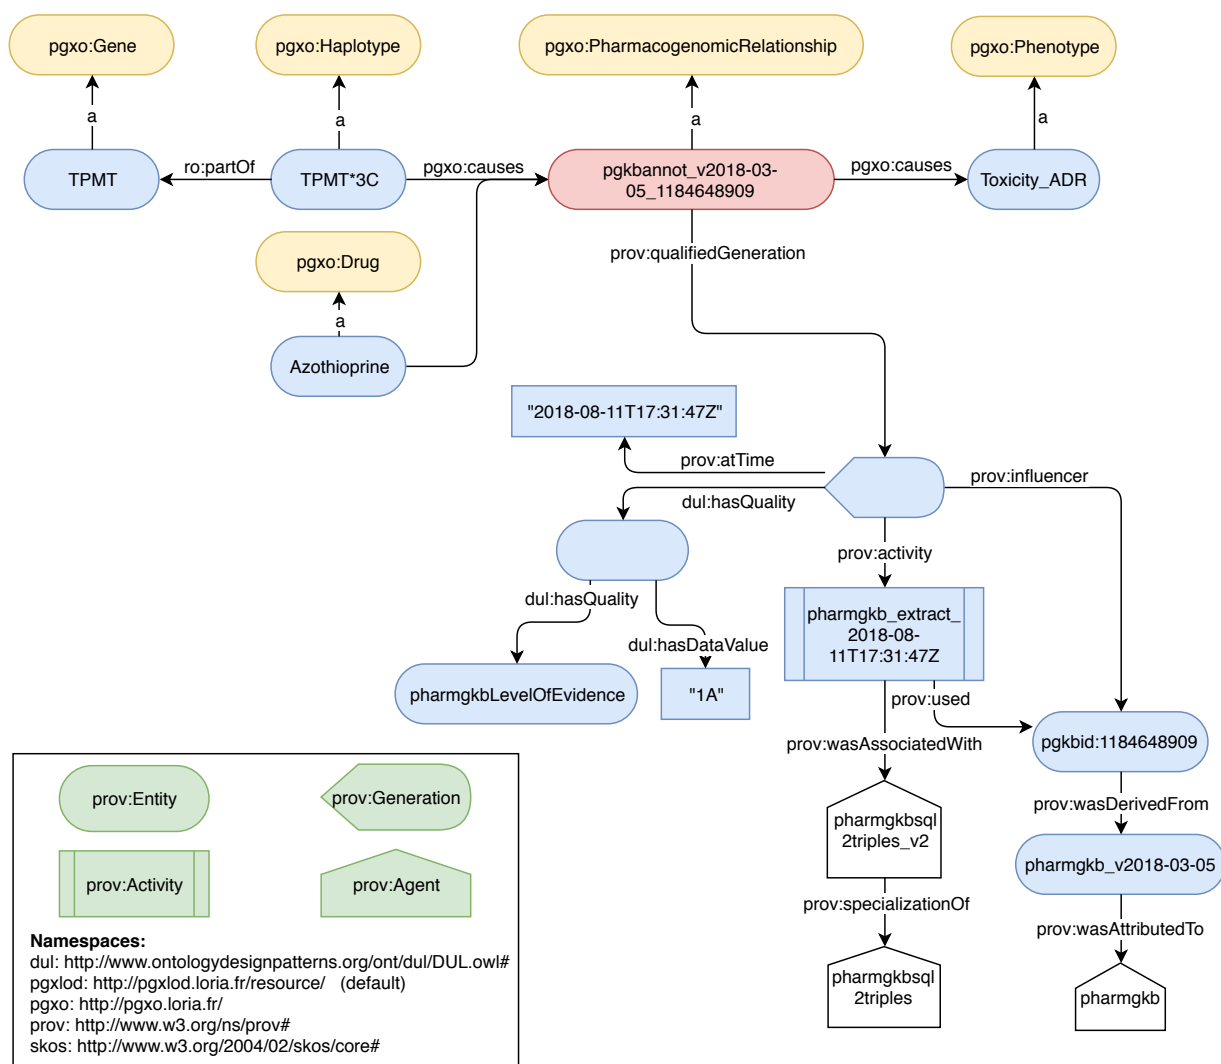 pgxo:Gene
pgxo:Haplotype
pgxo:PharmacogenomicRelationship
pgxo:Phenotype
a
a
a
a
TPMT
ro:partOf
TPMT*3C
pgxo:causes
pgkbannot_v2018-03-
05_1184648909
pgxo:causes
Toxicity_ADR
prov:qualifiedGeneration
pgxo:Drug
a
Azothioprine
"2018-08-11T17:31:47Z"
prov:atTime
prov:influencer
dul:hasQuality
prov:activity
dul:hasQuality
pharmgkb_extract_
2018-08-
11T17:31:47Z
dul:hasDataValue
pharmgkbLevelOfEvidence
"1A"
prov:used
pgkbid:1184648909
prov:wasAssociatedWith
prov:wasDerivedFrom
pharmgkbsql
2triples_v2
pharmgkb_v2018-03-05
prov:specializationOf
prov:wasAttributedTo
pharmgkbsql
2triples
pharmgkb
prov:Entity
prov:Generation
prov:Activity
prov:Agent
Namespaces:
dul: http://www.ontologydesignpatterns.org/ont/dul/DUL.owl#
pgxlod: http://pgxlod.loria.fr/resource/ (default)
pgxo: http://pgxo.loria.fr/
prov: http://www.w3.org/ns/prov#
skos: http://www.w3.org/2004/02/skos/core#